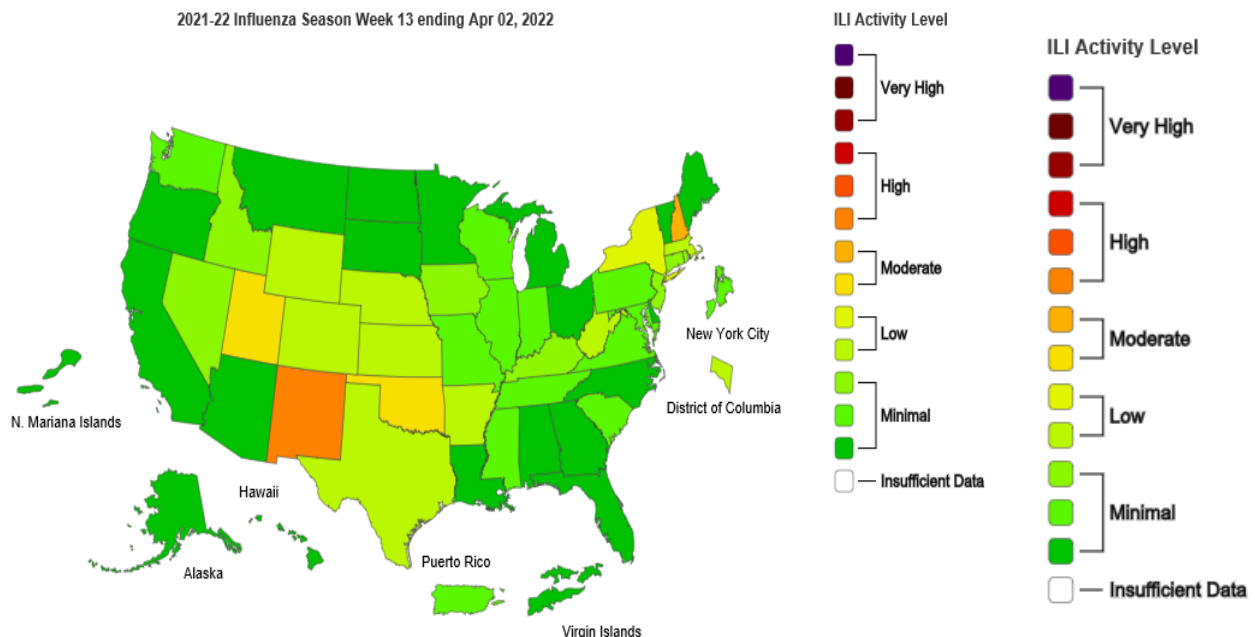 2021-22 Influenza Season Week 13 ending Apr 02, 2022
New York City
District of Columbia
N. Mariana Islands
Hawaii
Alaska
Puerto Rico
Virgin Islands
ILI Activity Level
Very High
High
Moderate
Low
Minimal
Insufficient Data
ILI Activity Level
Very High
High
Moderate
Low
Minimal
Insufficient Data